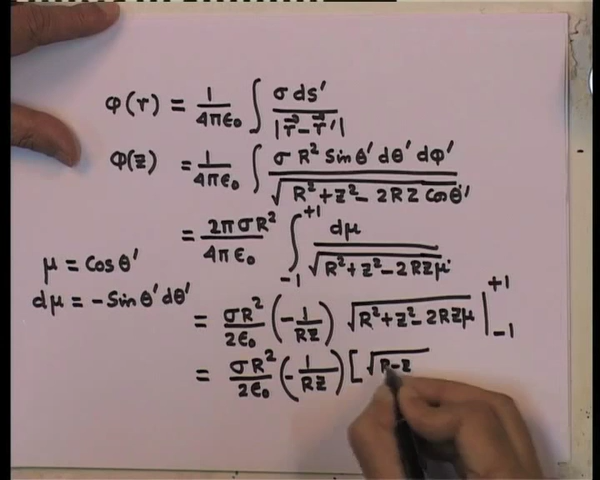 φ(r) = 1/4πε₀ ∫ σ ds′ / |r⃗ − r⃗′|
φ(z) = 1/4πε₀ ∫ σ R² Sin θ′ dθ′ dφ′ / √(R² + z² − 2RZ Cos θ′)
= 2πσR² / 4πε₀ ∫₋₁⁺¹ dμ / √(R² + z² − 2RZμ)
μ = Cos θ′
dμ = − Sin θ′ dθ′
= σR² / 2ε₀ (− 1/RZ) √(R² + z² − 2RZμ) |₋₁⁺¹
= σR² / 2ε₀ (− 1/RZ) [ √(R − z